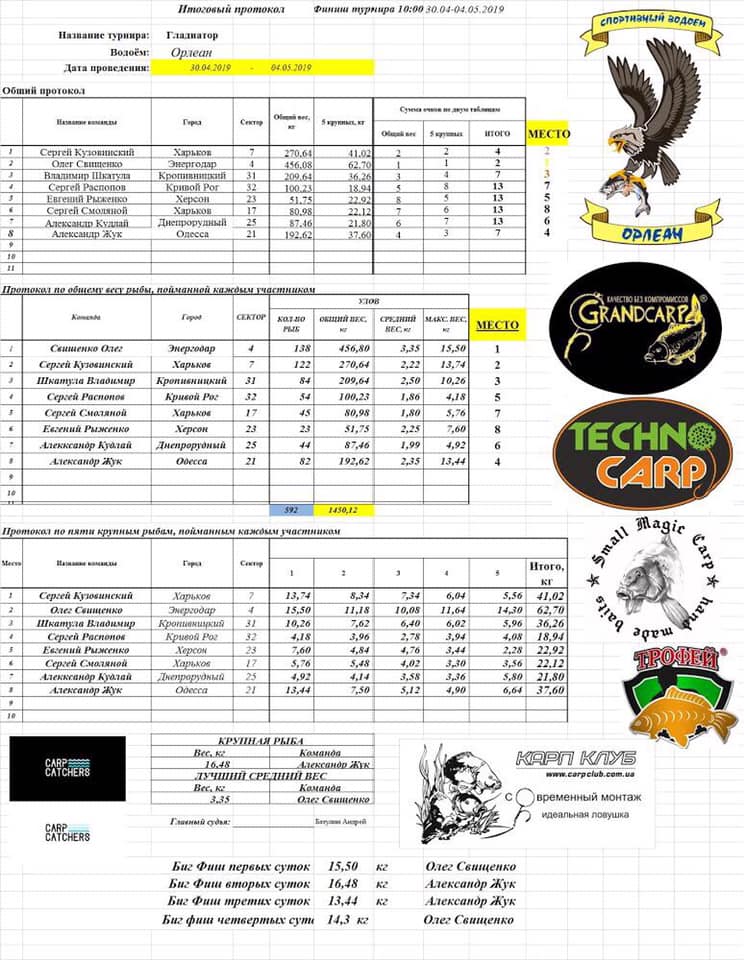 Итоговый протокол Финиш турнира 10:00 30.04-04.05.2019
Название турнира: Гладиатор
Водоём: Орлеан
Дата проведения: 30.04.2019 - 04.05.2019
Общий протокол
Название команды Город Сектор Общий вес, кг 5 крупных, кг Сумма очков по двум таблицам
Общий вес 5 крупных ИТОГО МЕСТО
1 Сергей Кузовинский Харьков 7 270,64 41,02 2 2 4 2
2 Олег Свищенко Энергодар 4 456,08 62,70 1 1 2 1
3 Владимир Шкатула Кропивницкий 31 209,64 36,26 3 4 7 3
4 Сергей Распопов Кривой Рог 32 100,23 18,94 5 8 13 7
5 Евгений Рыженко Херсон 23 51,75 22,92 8 5 13 5
6 Сергей Смоляной Харьков 17 80,98 22,12 7 6 13 8
7 Александр Кудлай Днепрорудный 25 87,46 21,80 6 7 13 6
8 Александр Жук Одесса 21 192,62 37,60 4 3 7 4
9
10
11
Протокол по общему весу рыбы, пойманной каждым участником
Команда Город СЕКТОР УЛОВ
КОЛ-ВО РЫБ ОБЩИЙ ВЕС, кг СРЕДНИЙ ВЕС, кг МАКС. ВЕС, кг МЕСТО
1 Свищенко Олег Энергодар 4 138 456,80 3,35 15,50 1
2 Сергей Кузовинский Харьков 7 122 270,64 2,22 13,74 2
3 Шкатула Владимир Кропивницкий 31 84 209,64 2,50 10,26 3
4 Сергей Распопов Кривой Рог 32 54 100,23 1,86 4,18 5
5 Сергей Смоляной Харьков 17 45 80,98 1,80 5,76 7
6 Евгений Рыженко Херсон 23 23 51,75 2,25 7,60 8
7 Алекксандр Кудлай Днепрорудный 25 44 87,46 1,99 4,92 6
8 Александр Жук Одесса 21 82 192,62 2,35 13,44 4
9
10
11
592 1450,12
Протокол по пяти крупным рыбам, пойманным каждым участником
Место Название команды Город Сектор 1 2 3 4 5 Итого, кг
1 Сергей Кузовинский Харьков 7 13,74 8,34 7,34 6,04 5,56 41,02
2 Олег Свищенко Энергодар 4 15,50 11,18 10,08 11,64 14,30 62,70
3 Шкатула Владимир Кропивницкий 31 10,26 7,62 6,40 6,02 5,96 36,26
4 Сергей Распопов Кривой Рог 32 4,18 3,96 2,78 3,94 4,08 18,94
5 Евгений Рыженко Херсон 23 7,60 4,84 4,76 3,44 2,28 22,92
6 Сергей Смоляной Харьков 17 5,76 5,48 4,02 3,30 3,56 22,12
7 Алекксандр Кудлай Днепрорудный 25 4,92 4,14 3,58 3,36 5,80 21,80
8 Александр Жук Одесса 21 13,44 7,50 5,12 4,90 6,64 37,60
9
10
КРУПНАЯ РЫБА
Вес, кг Команда
16,48 Александр Жук
ЛУЧШИЙ СРЕДНИЙ ВЕС
Вес, кг Команда
3,35 Олег Свищенко
Главный судья: Андрей
Биг Фиш первых суток 15,50 кг Олег Свищенко
Биг Фиш вторых суток 16,48 кг Александр Жук
Биг Фиш третих суток 13,44 кг Александр Жук
Биг фиш четвертых сут 14,3 кг Олег Свищенко
СПОРТИВНЫЙ ВОДОЕМ
ОРЛЕАН
КАЧЕСТВО БЕЗ КОМПРОМИССОВ
GRANDCARP ®
TECHNO
CARP
Small Magic Carp
hand made baits
ТРОФЕЙ
CARP
CATCHERS
CARP
CATCHERS
КАРП КЛУБ
www.carpclub.com.ua
современный монтаж
идеальная ловушка